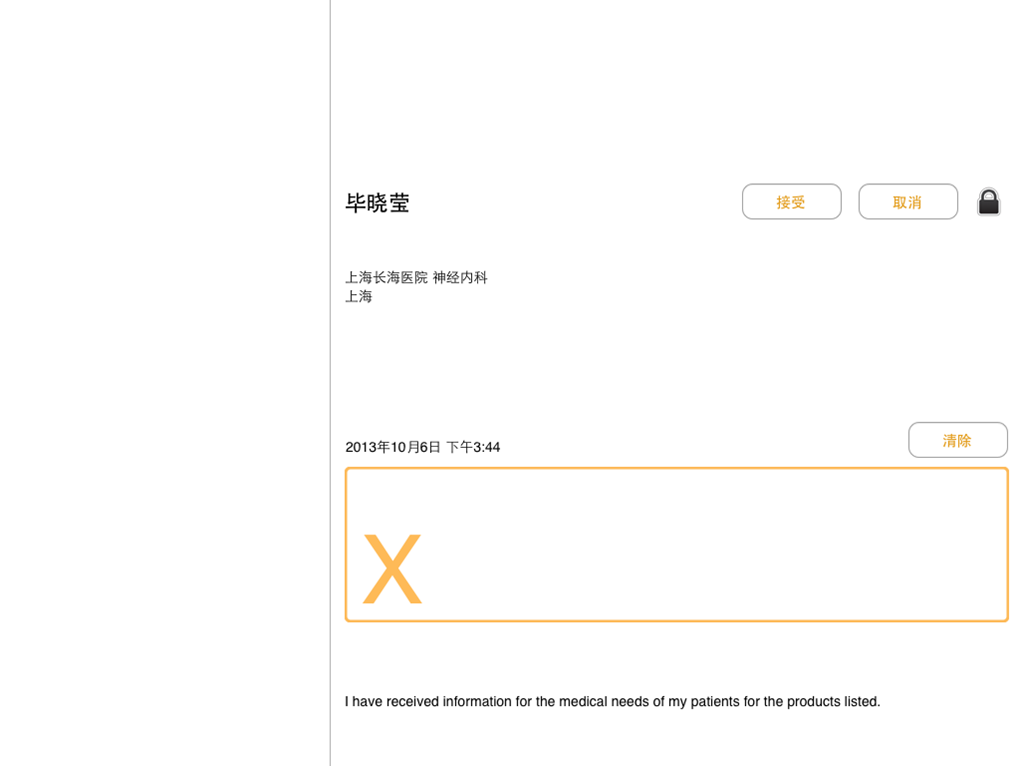 毕晓莹
接受
取消
上海长海医院 神经内科
上海
2013年10月6日 下午3:44
清除
X
I have received information for the medical needs of my patients for the products listed.